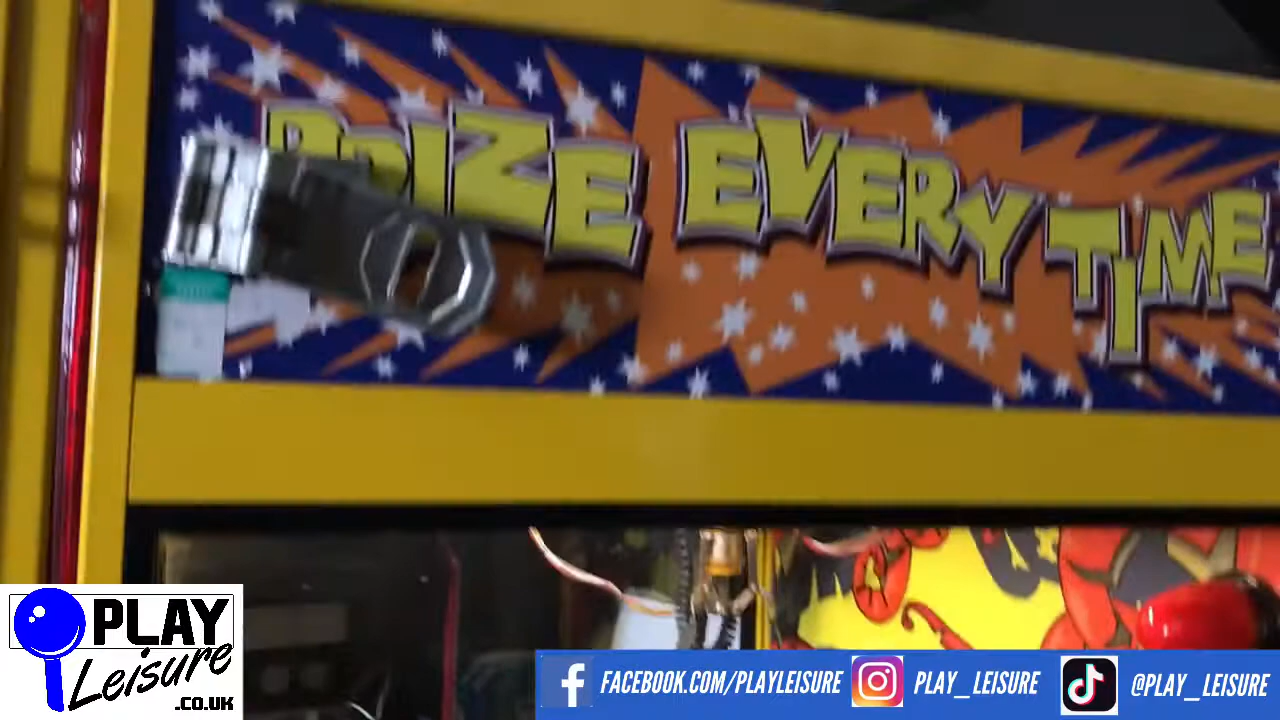 PRIZE EVERY TIME
PLAY
Leisure
.CO.UK
FACEBOOK.COM/PLAYLEISURE
PLAY_LEISURE
@PLAY_LEISURE